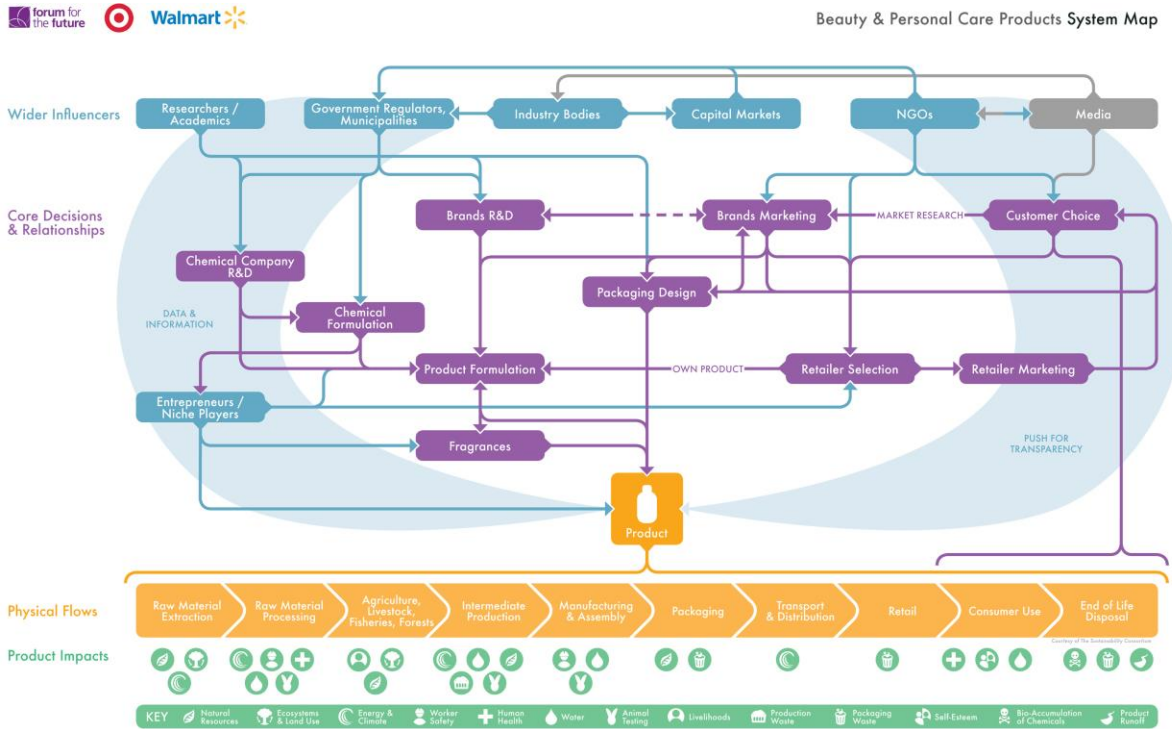 forum for
the future
Walmart
Beauty & Personal Care Products System Map
Wider Influencers
Researchers /
Academics
Government Regulators,
Municipalities
Industry Bodies
Capital Markets
NGOs
Media
Core Decisions
& Relationships
Brands R&D
Brands Marketing
MARKET RESEARCH
Customer Choice
Chemical Company
R&D
Packaging Design
DATA &
INFORMATION
Chemical
Formulation
Product Formulation
OWN PRODUCT
Retailer Selection
Retailer Marketing
Entrepreneurs /
Niche Players
Fragrances
PUSH FOR
TRANSPARENCY
Product
Physical Flows
Raw Material
Extraction
Raw Material
Processing
Agriculture,
Livestock,
Fisheries, Forests
Intermediate
Production
Manufacturing
& Assembly
Packaging
Transport
& Distribution
Retail
Consumer Use
End of Life
Disposal
Courtesy of The Sustainability Consortium
Product Impacts
KEY
Natural
Resources
Ecosystems
& Land Use
Energy &
Climate
Worker
Safety
Human
Health
Water
Animal
Testing
Livelihoods
Production
Waste
Packaging
Waste
Self-Esteem
Bio-Accumulation
of Chemicals
Product
Runoff